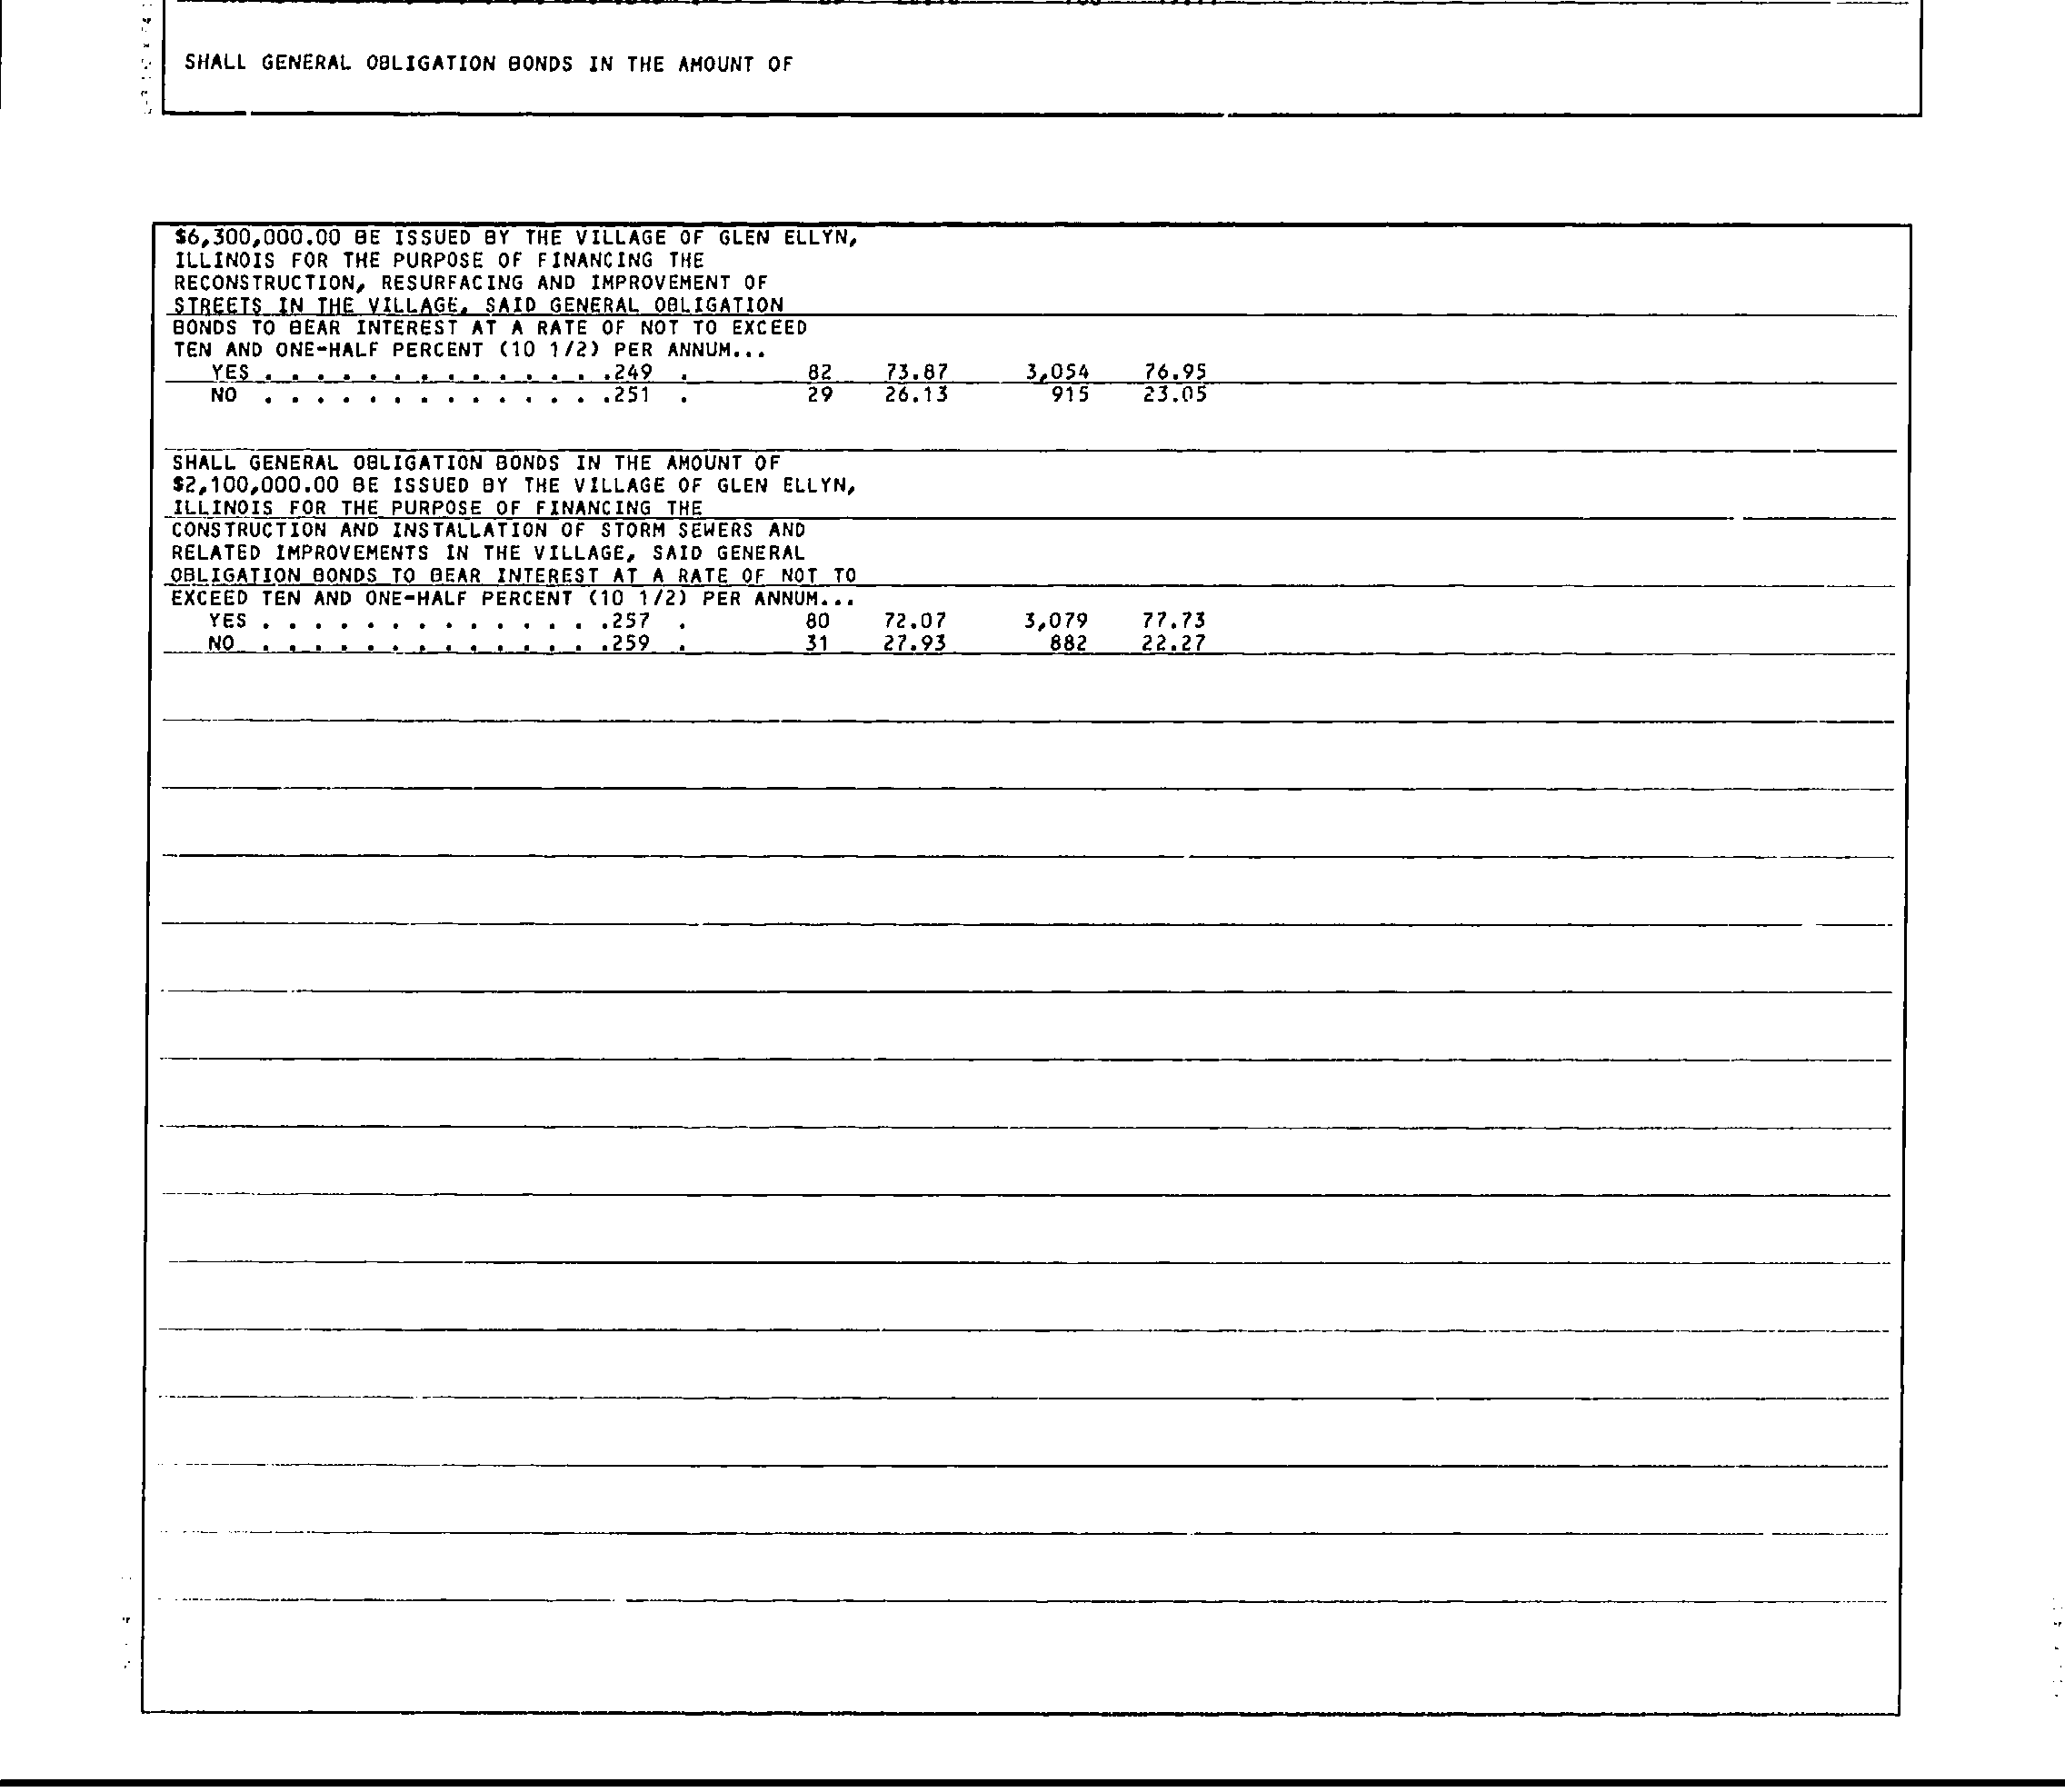 SHALL GENERAL OBLIGATION BONDS IN THE AMOUNT OF
$6,300,000.00 BE ISSUED BY THE VILLAGE OF GLEN ELLYN,
ILLINOIS FOR THE PURPOSE OF FINANCING THE
RECONSTRUCTION, RESURFACING AND IMPROVEMENT OF
STREETS IN THE VILLAGE, SAID GENERAL OBLIGATION
BONDS TO BEAR INTEREST AT A RATE OF NOT TO EXCEED
TEN AND ONE-HALF PERCENT (10 1/2) PER ANNUM...
YES . . . . . . . . . . . . . .249 . 82 73.87 3,054 76.95
NO . . . . . . . . . . . . . .251 . 29 26.13 915 23.05
SHALL GENERAL OBLIGATION BONDS IN THE AMOUNT OF
$2,100,000.00 BE ISSUED BY THE VILLAGE OF GLEN ELLYN,
ILLINOIS FOR THE PURPOSE OF FINANCING THE
CONSTRUCTION AND INSTALLATION OF STORM SEWERS AND
RELATED IMPROVEMENTS IN THE VILLAGE, SAID GENERAL
OBLIGATION BONDS TO BEAR INTEREST AT A RATE OF NOT TO
EXCEED TEN AND ONE-HALF PERCENT (10 1/2) PER ANNUM...
YES . . . . . . . . . . . . . .257 . 80 72.07 3,079 77.73
NO . . . . . . . . . . . . . .259 . 31 27.93 882 22.27